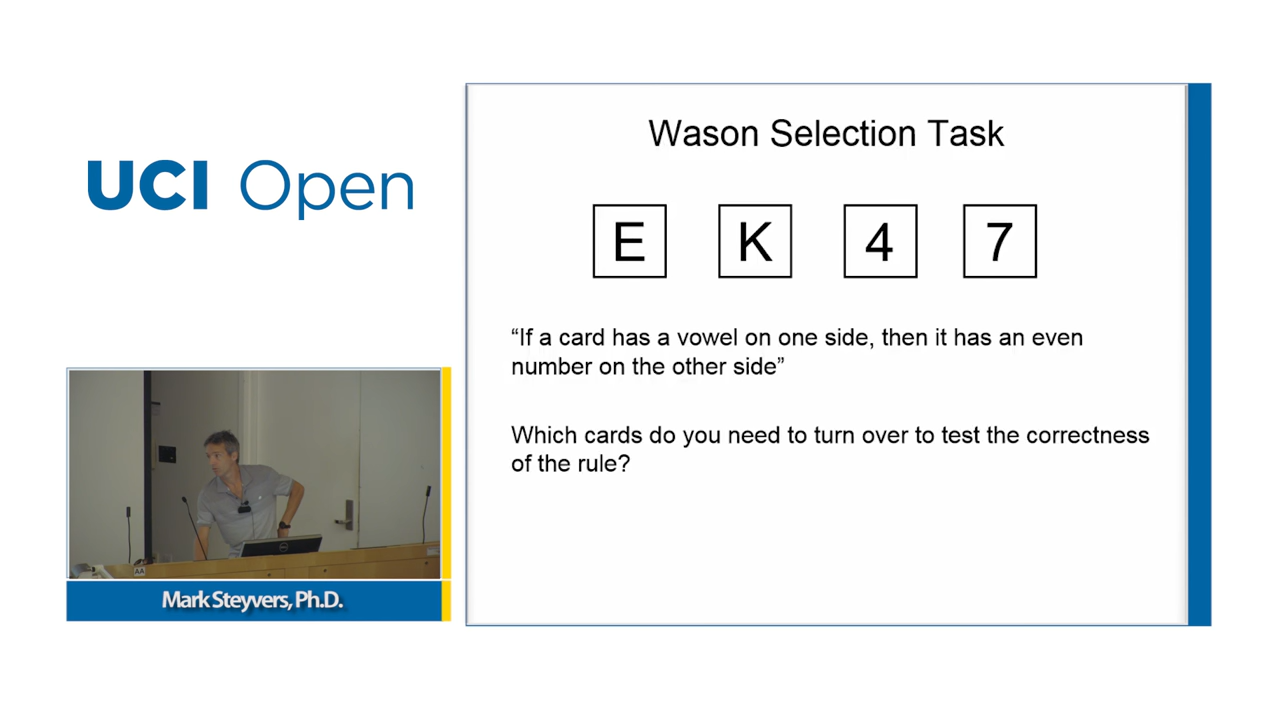 UCI Open
Wason Selection Task
E K 4 7
“If a card has a vowel on one side, then it has an even
number on the other side”
Which cards do you need to turn over to test the correctness
of the rule?
AA
Mark Steyvers, Ph.D.